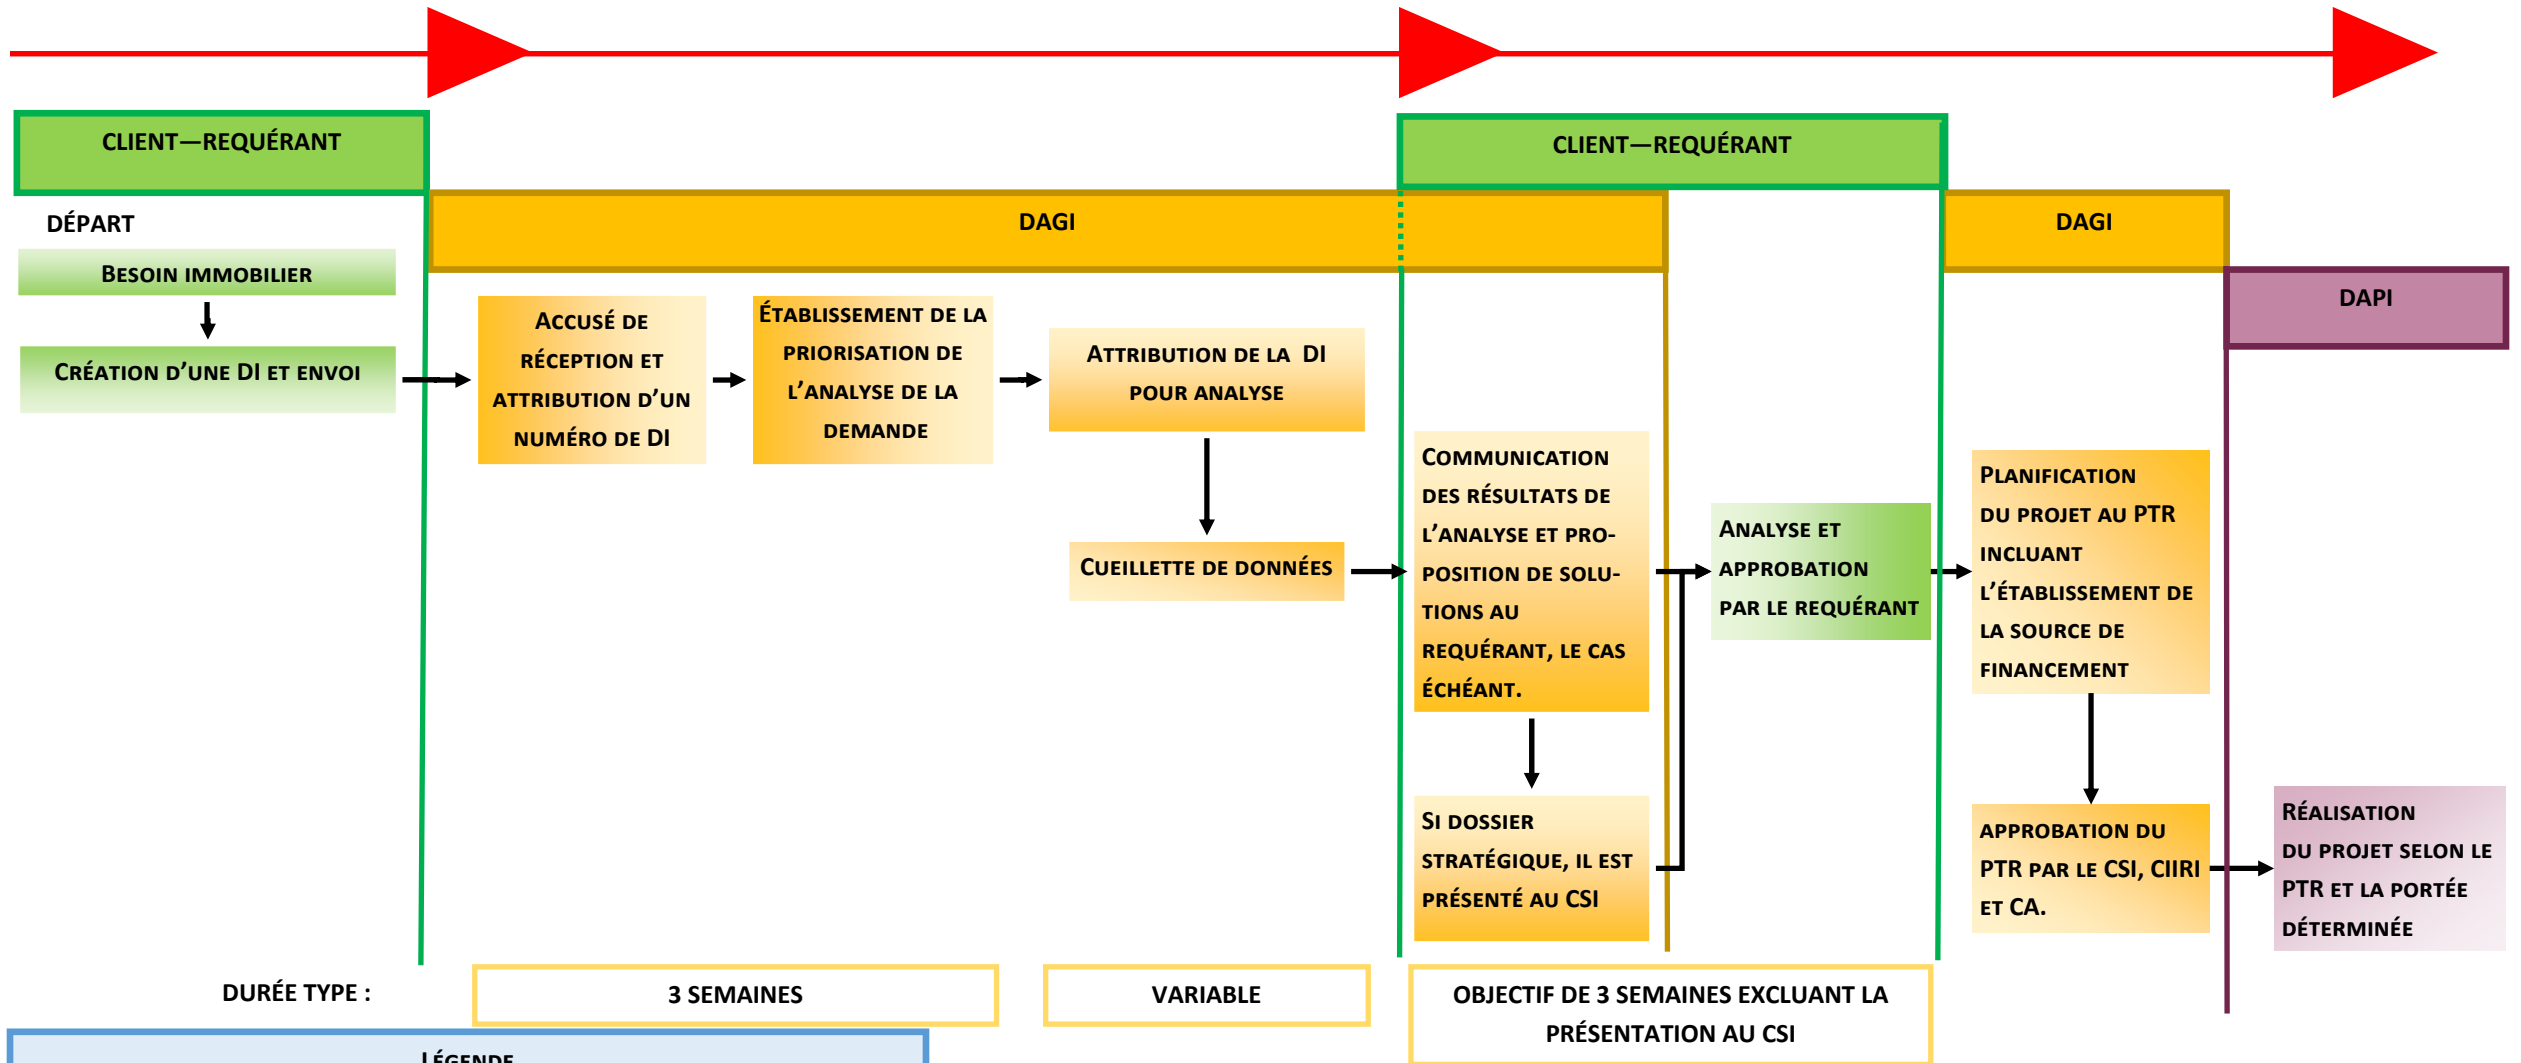 CLIENT—REQUÉRANT
CLIENT—REQUÉRANT
DAGI
DAGI
DAPI
DÉPART
BESOIN IMMOBILIER
CRÉATION D’UNE DI ET ENVOI
ACCUSÉ DE
RÉCEPTION ET
ATTRIBUTION D’UN
NUMÉRO DE DI
ÉTABLISSEMENT DE LA
PRIORISATION DE
L’ANALYSE DE LA
DEMANDE
ATTRIBUTION DE LA DI
POUR ANALYSE
CUEILLETTE DE DONNÉES
COMMUNICATION
DES RÉSULTATS DE
L’ANALYSE ET PRO-
POSITION DE SOLU-
TIONS AU
REQUÉRANT, LE CAS
ÉCHÉANT.
SI DOSSIER
STRATÉGIQUE, IL EST
PRÉSENTÉ AU CSI
ANALYSE ET
APPROBATION
PAR LE REQUÉRANT
PLANIFICATION
DU PROJET AU PTR
INCLUANT
L’ÉTABLISSEMENT DE
LA SOURCE DE
FINANCEMENT
APPROBATION DU
PTR PAR LE CSI, CIIRI
ET CA.
RÉALISATION
DU PROJET SELON LE
PTR ET LA PORTÉE
DÉTERMINÉE
DURÉE TYPE :
3 SEMAINES
VARIABLE
OBJECTIF DE 3 SEMAINES EXCLUANT LA
PRÉSENTATION AU CSI
LÉGENDE